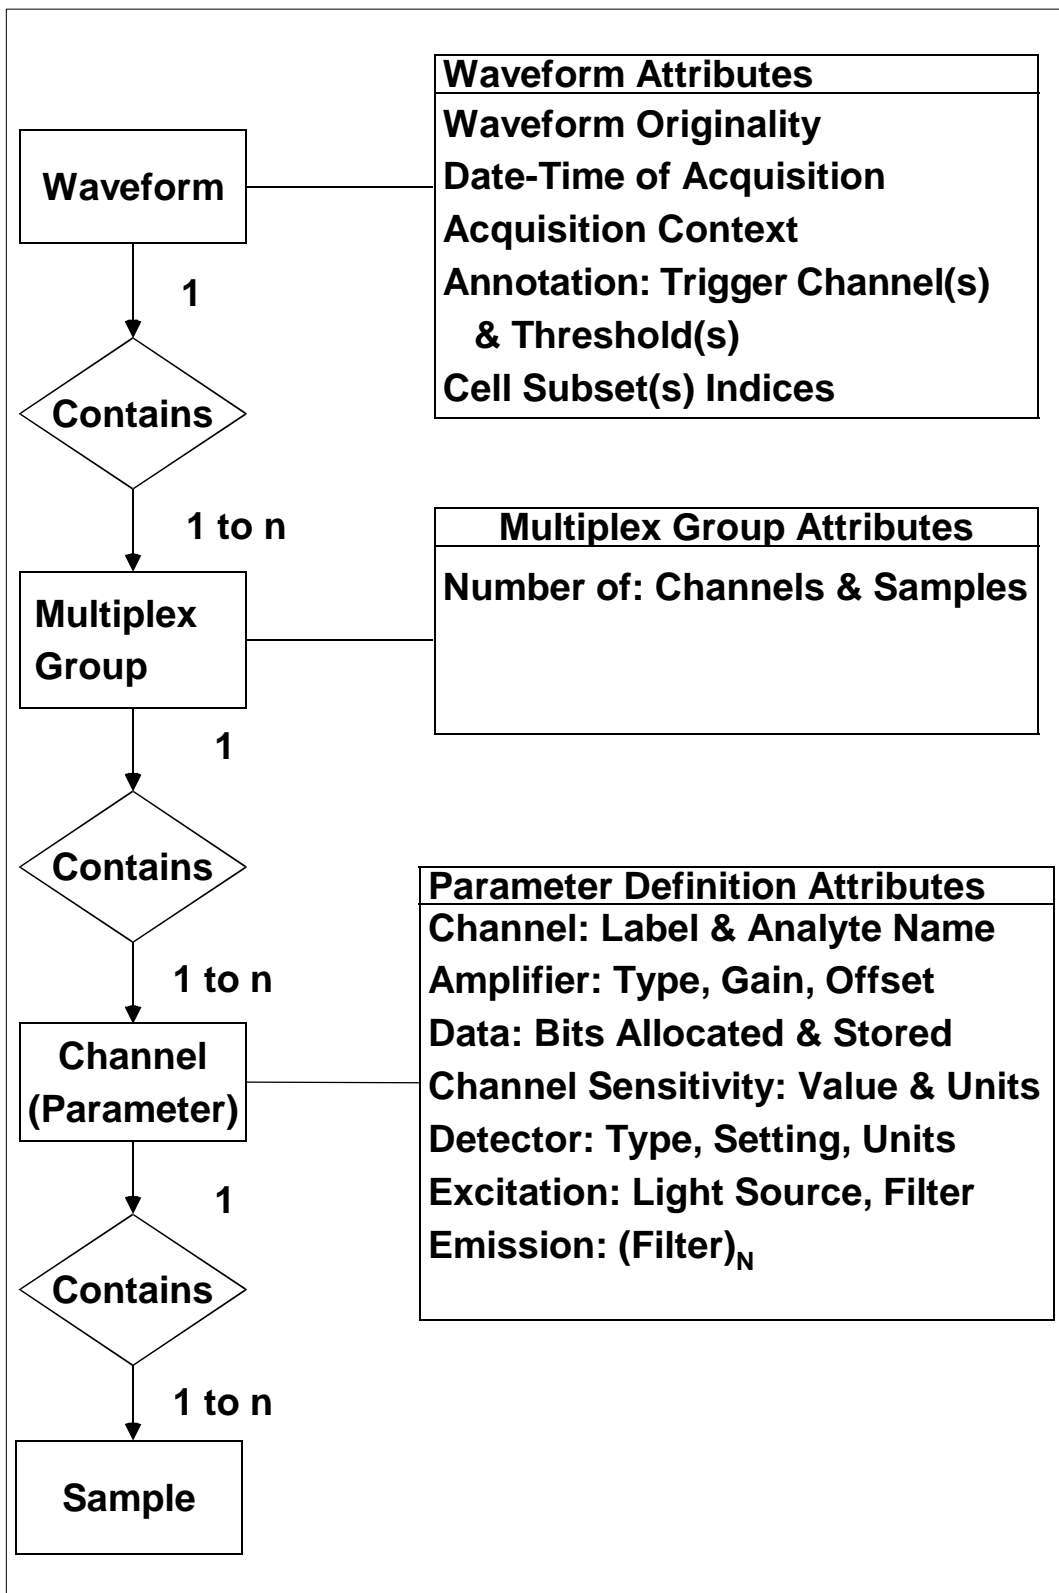 Waveform Attributes
Waveform Originality
Date-Time of Acquisition
Acquisition Context
Annotation: Trigger Channel(s)
& Threshold(s)
Cell Subset(s) Indices
Waveform
1
Contains
1 to n
Multiplex Group Attributes
Number of: Channels & Samples
Multiplex
Group
1
Contains
1 to n
Parameter Definition Attributes
Channel: Label & Analyte Name
Amplifier: Type, Gain, Offset
Data: Bits Allocated & Stored
Channel Sensitivity: Value & Units
Detector: Type, Setting, Units
Excitation: Light Source, Filter
Emission: (Filter)N
Channel
(Parameter)
1
Contains
1 to n
Sample